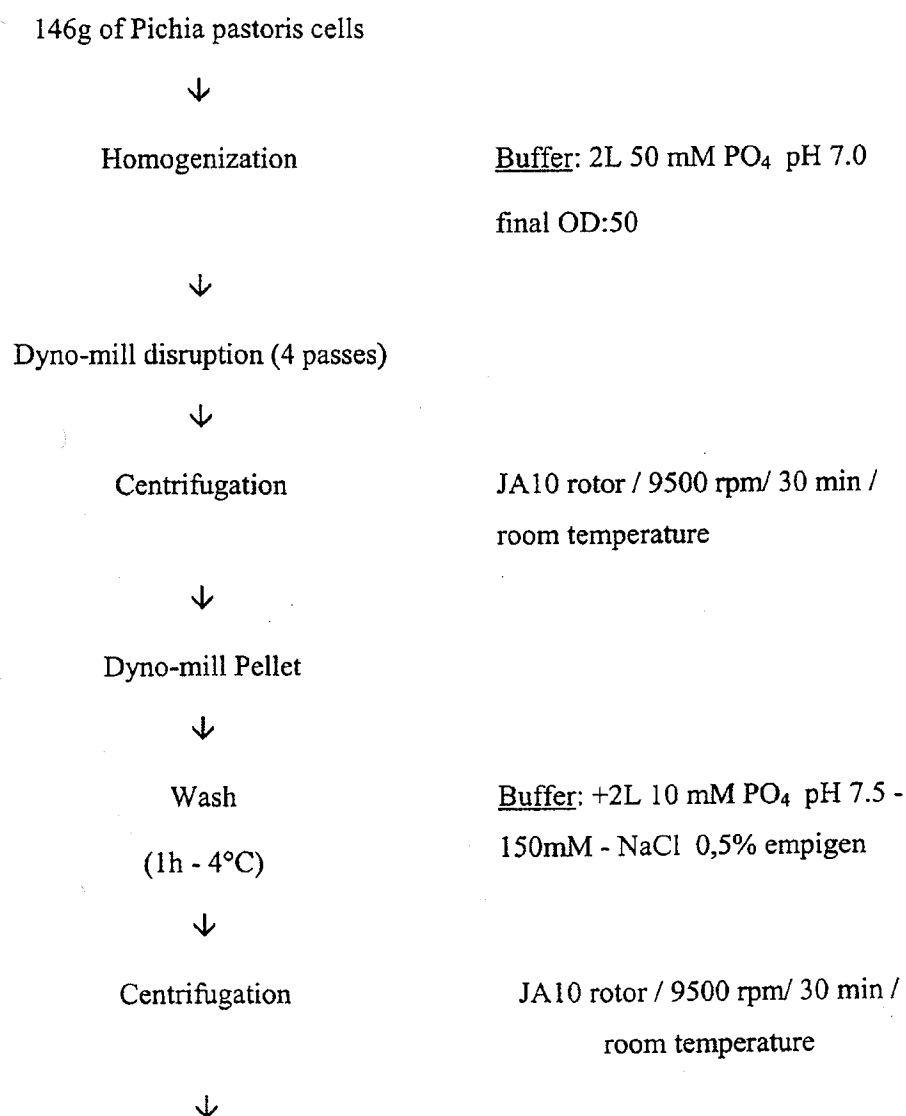 146g of Pichia pastoris cells
↓
Homogenization
Buffer: 2L 50 mM PO₄ pH 7.0
final OD:50
↓
Dyno-mill disruption (4 passes)
↓
Centrifugation
JA10 rotor / 9500 rpm/ 30 min /
room temperature
↓
Dyno-mill Pellet
↓
Wash
(1h - 4°C)
Buffer: +2L 10 mM PO₄ pH 7.5 -
150mM - NaCl 0,5% empigen
↓
Centrifugation
JA10 rotor / 9500 rpm/ 30 min /
room temperature
↓